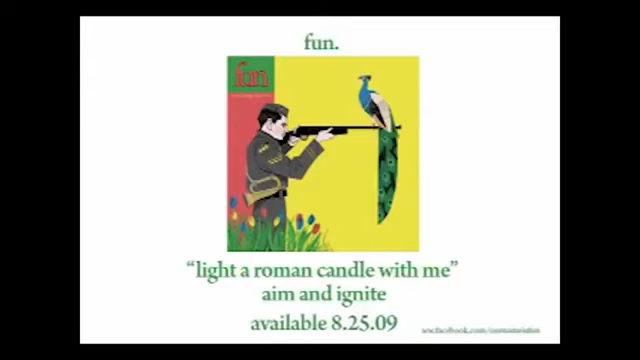 fun.
fun
“light a roman candle with me”
aim and ignite
available 8.25.09